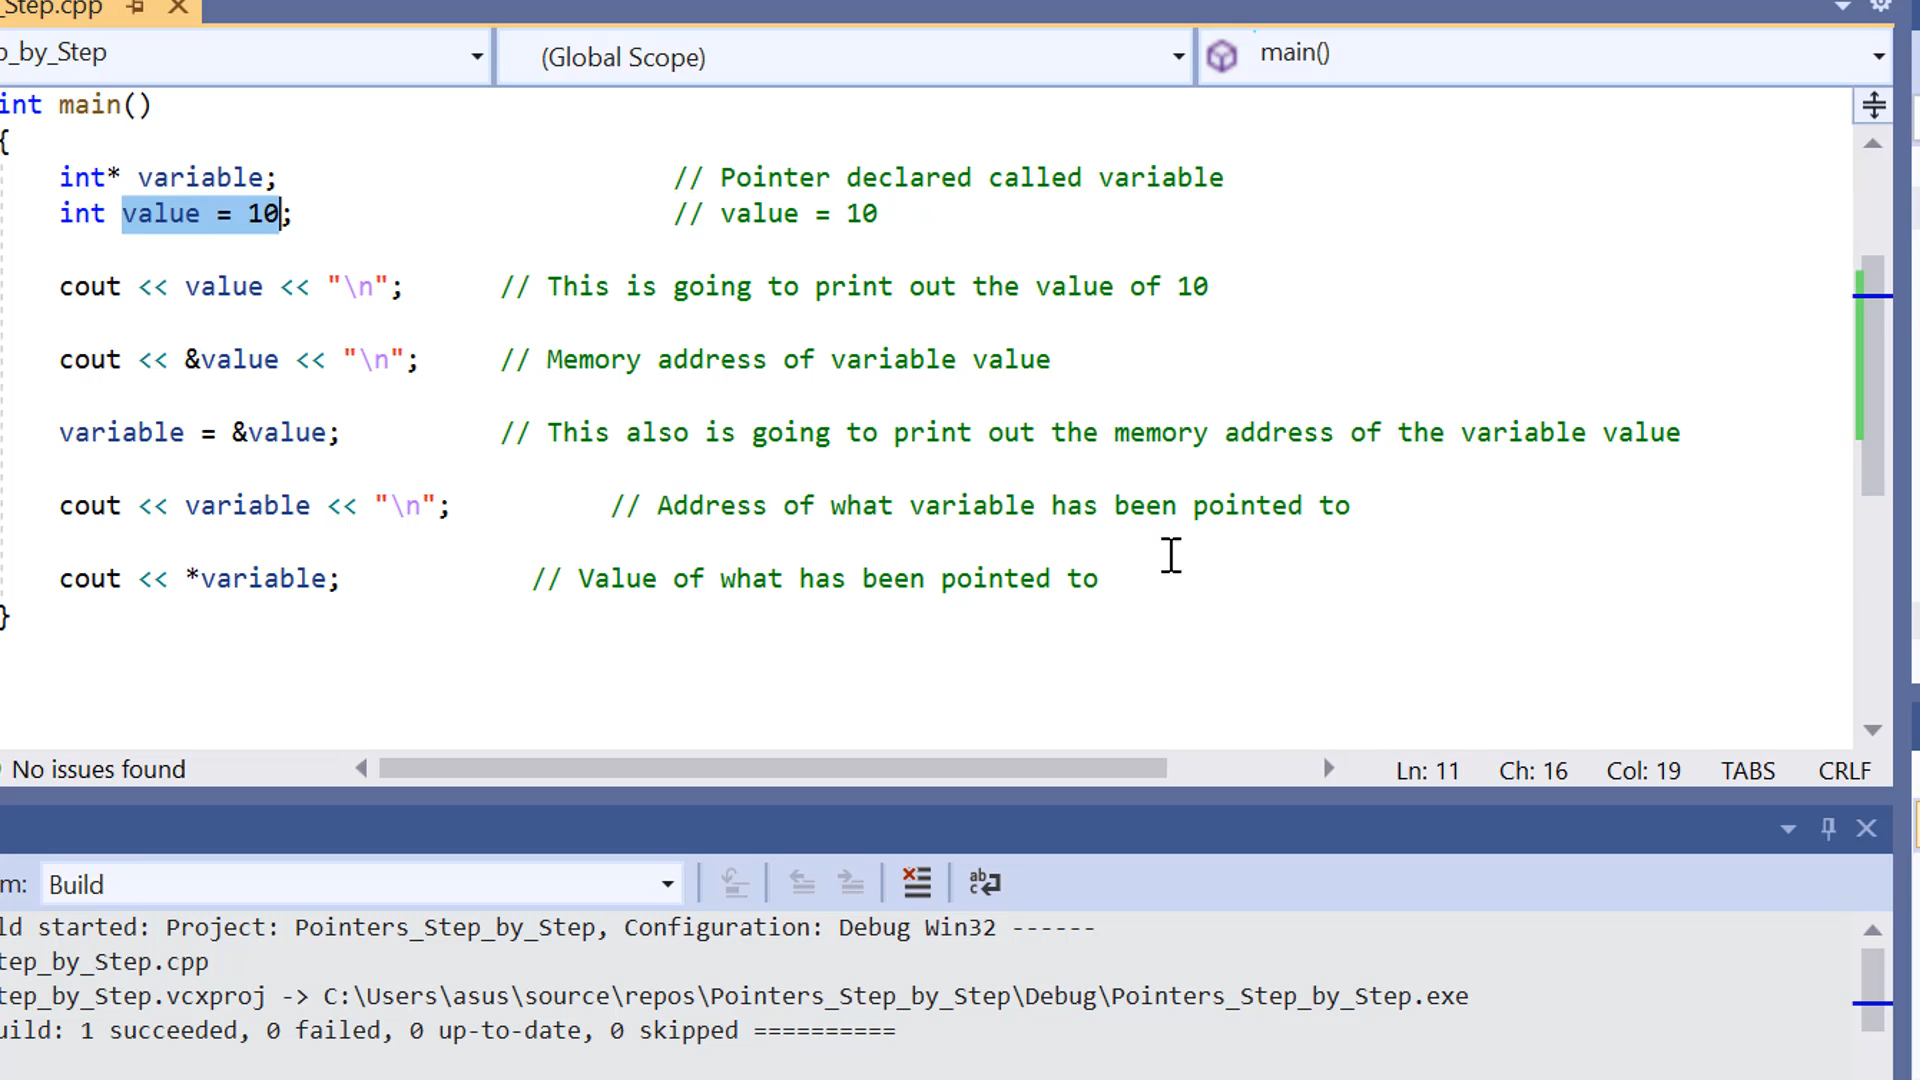 _Step.cpp
p_by_Step
(Global Scope)
main()
int main()
{
int* variable; // Pointer declared called variable
int value = 10; // value = 10
cout << value << "\n"; // This is going to print out the value of 10
cout << &value << "\n"; // Memory address of variable value
variable = &value; // This also is going to print out the memory address of the variable value
cout << variable << "\n"; // Address of what variable has been pointed to
cout << *variable; // Value of what has been pointed to
}
No issues found
Ln: 11 Ch: 16 Col: 19 TABS CRLF
m: Build
ld started: Project: Pointers_Step_by_Step, Configuration: Debug Win32 ------
tep_by_Step.cpp
tep_by_Step.vcxproj -> C:\Users\asus\source\repos\Pointers_Step_by_Step\Debug\Pointers_Step_by_Step.exe
uild: 1 succeeded, 0 failed, 0 up-to-date, 0 skipped ==========